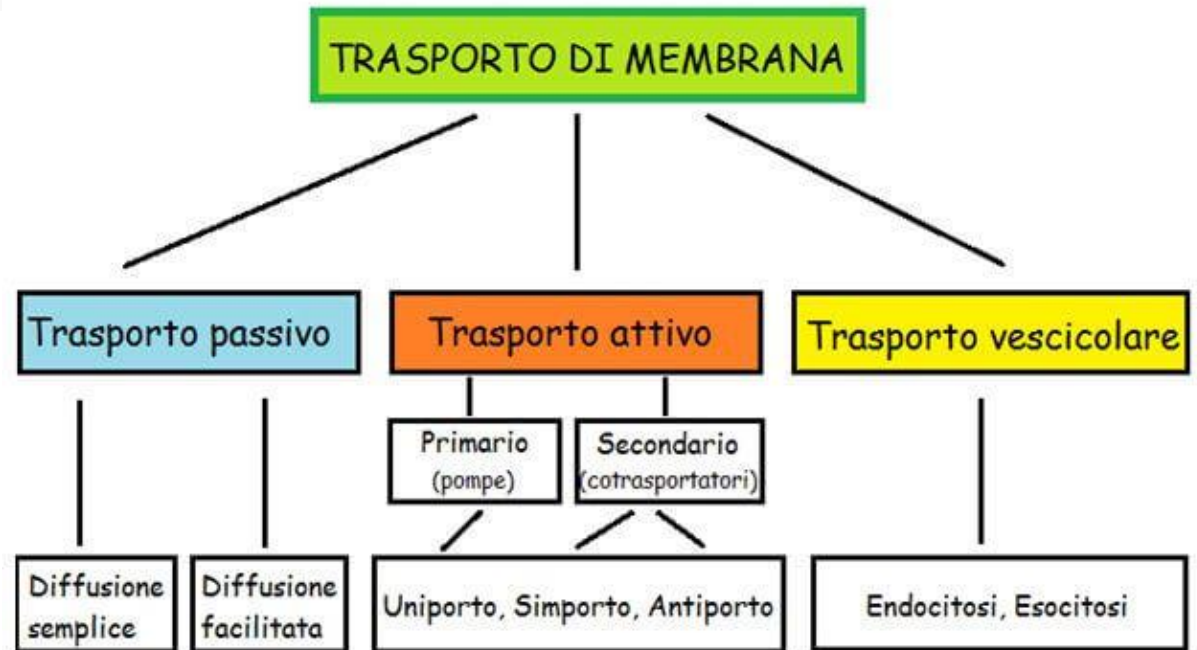 TRASPORTO DI MEMBRANA
Trasporto passivo
Trasporto attivo
Trasporto vescicolare
Primario
(pompe)
Secondario
(cotrasportatori)
Diffusione
semplice
Diffusione
facilitata
Uniporto, Simporto, Antiporto
Endocitosi, Esocitosi